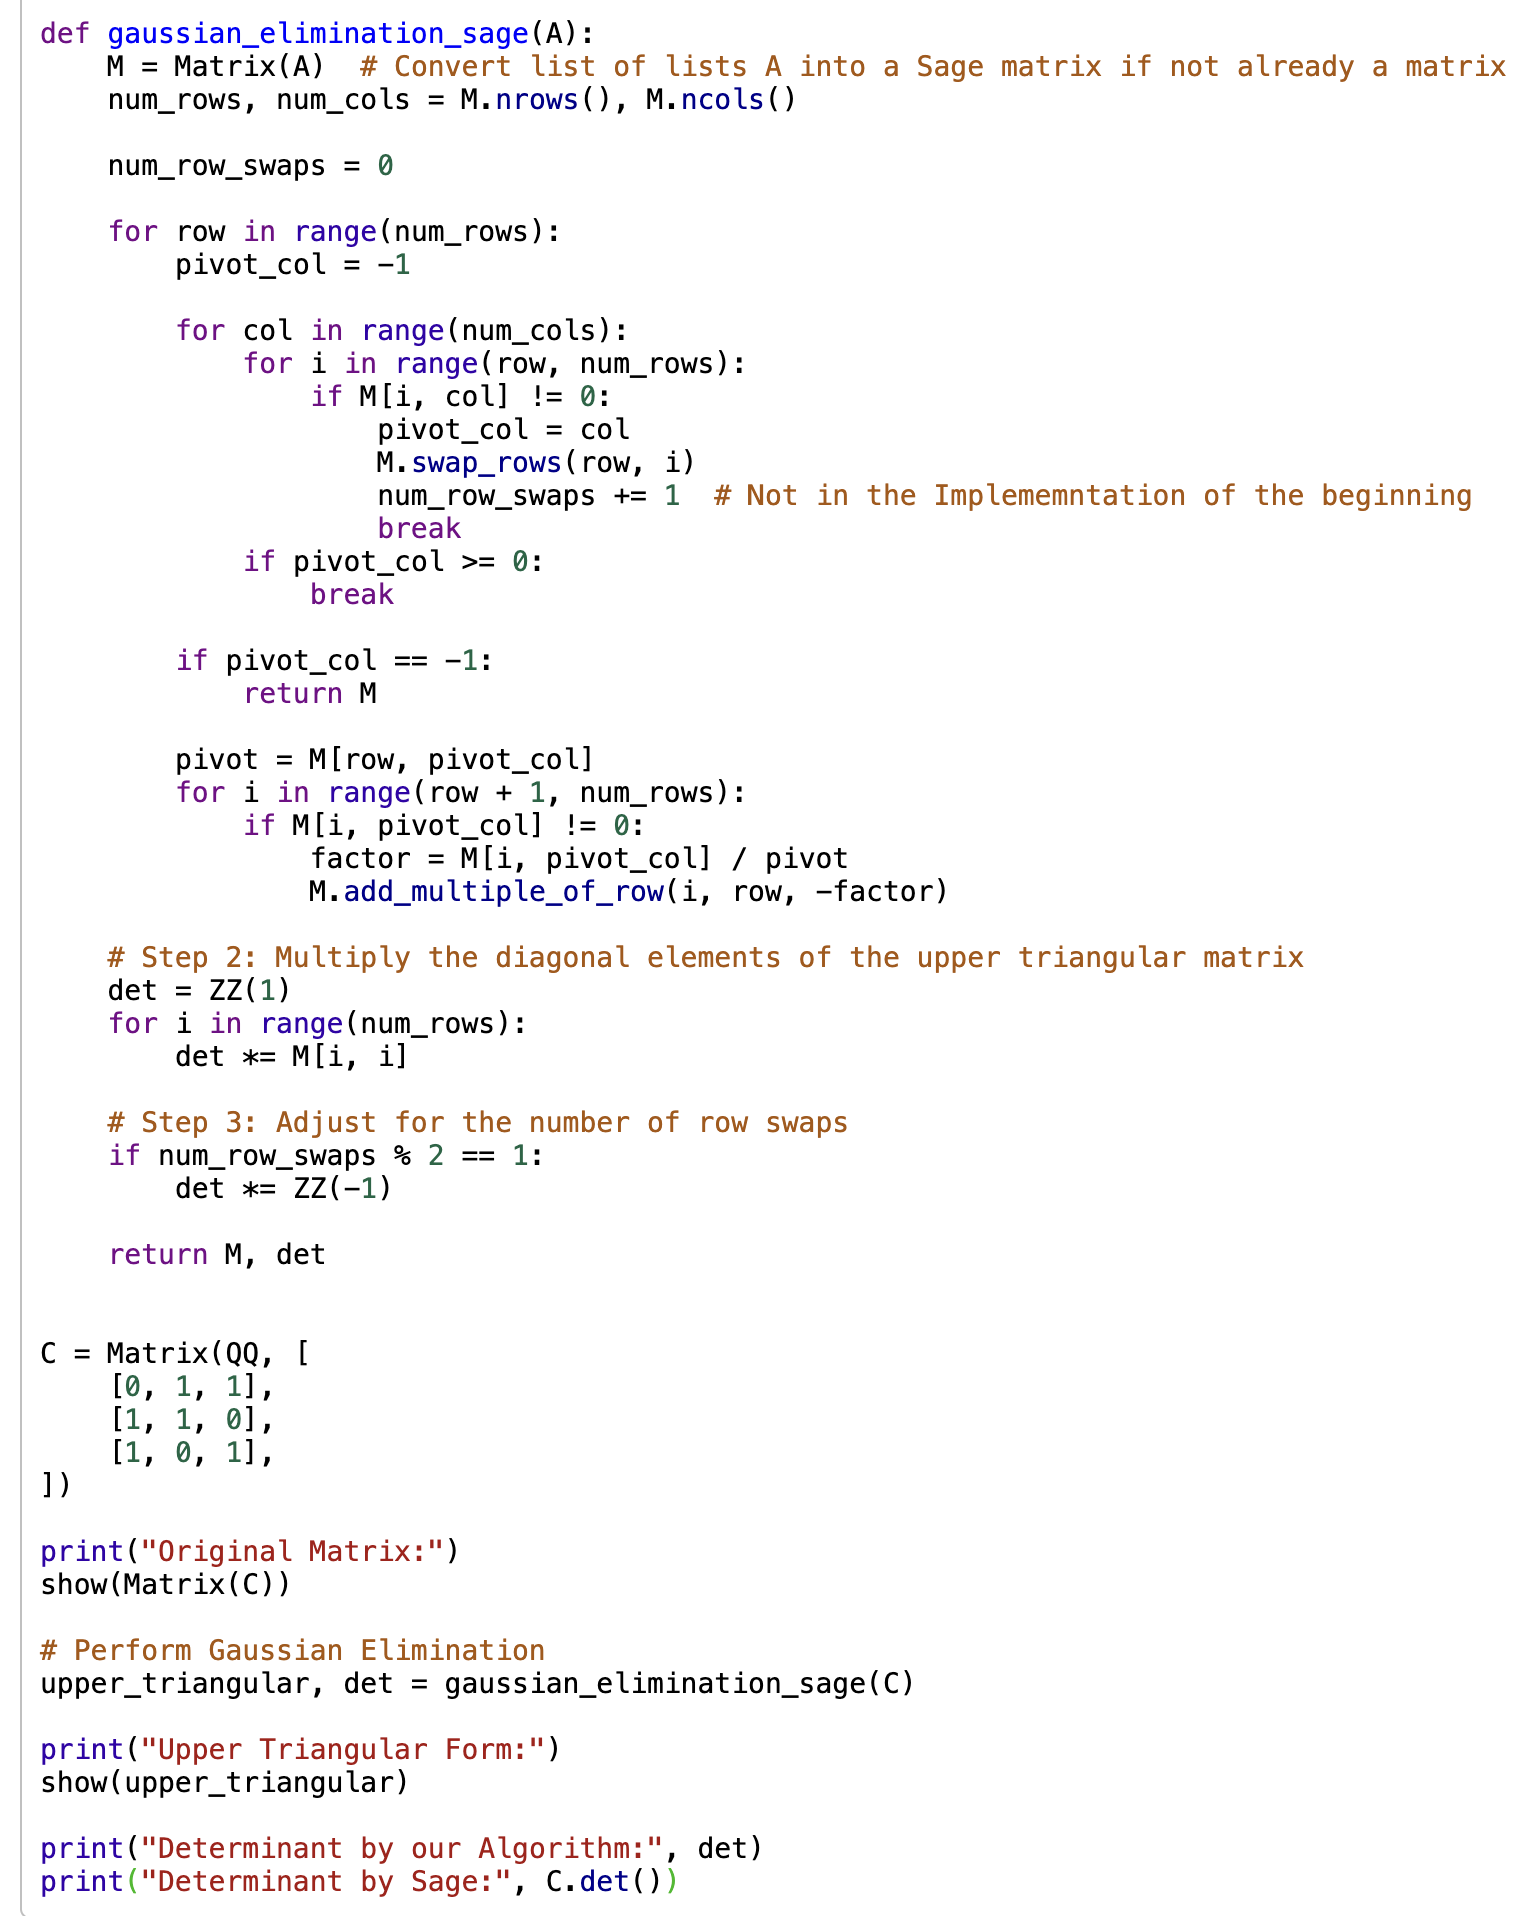 def gaussian_elimination_sage(A):
    M = Matrix(A)  # Convert list of lists A into a Sage matrix if not already a matrix
    num_rows, num_cols = M.nrows(), M.ncols()

    num_row_swaps = 0

    for row in range(num_rows):
        pivot_col = -1

        for col in range(num_cols):
            for i in range(row, num_rows):
                if M[i, col] != 0:
                    pivot_col = col
                    M.swap_rows(row, i)
                    num_row_swaps += 1  # Not in the Implememntation of the beginning
                    break
            if pivot_col >= 0:
                break

        if pivot_col == -1:
            return M

        pivot = M[row, pivot_col]
        for i in range(row + 1, num_rows):
            if M[i, pivot_col] != 0:
                factor = M[i, pivot_col] / pivot
                M.add_multiple_of_row(i, row, -factor)

    # Step 2: Multiply the diagonal elements of the upper triangular matrix
    det = ZZ(1)
    for i in range(num_rows):
        det *= M[i, i]

    # Step 3: Adjust for the number of row swaps
    if num_row_swaps % 2 == 1:
        det *= ZZ(-1)

    return M, det


C = Matrix(QQ, [
    [0, 1, 1],
    [1, 1, 0],
    [1, 0, 1],
])

print("Original Matrix:")
show(Matrix(C))

# Perform Gaussian Elimination
upper_triangular, det = gaussian_elimination_sage(C)

print("Upper Triangular Form:")
show(upper_triangular)

print("Determinant by our Algorithm:", det)
print("Determinant by Sage:", C.det())